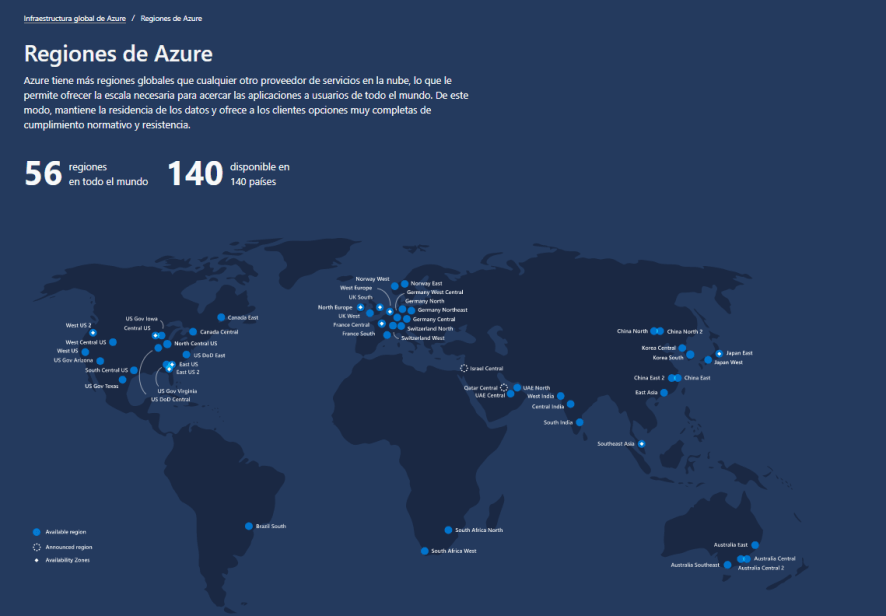 Infraestructura global de Azure / Regiones de Azure
Regiones de Azure
Azure tiene más regiones globales que cualquier otro proveedor de servicios en la nube, lo que le
permite ofrecer la escala necesaria para acercar las aplicaciones a usuarios de todo el mundo. De este
modo, mantiene la residencia de los datos y ofrece a los clientes opciones muy completas de
cumplimiento normativo y resistencia.
56 regiones
en todo el mundo
140 disponible en
140 países
West US 2
West Central US
West US
US Gov Arizona
South Central US
US Gov Texas
US Gov Iowa
Central US
Canada East
Canada Central
North Central US
US DoD East
East US
East US 2
US Gov Virginia
US DoD Central
Brazil South
Norway West
Norway East
West Europe
Germany West Central
UK South
Germany North
North Europe
Germany Northeast
UK West
Germany Central
France Central
Switzerland North
France South
Switzerland West
Israel Central
Qatar Central
UAE North
UAE Central
West India
Central India
South India
South Africa North
South Africa West
China North
China North 2
Korea Central
Korea South
Japan East
Japan West
China East 2
China East
East Asia
Southeast Asia
Australia East
Australia Central
Australia Southeast
Australia Central 2
Available region
Announced region
Availability Zones